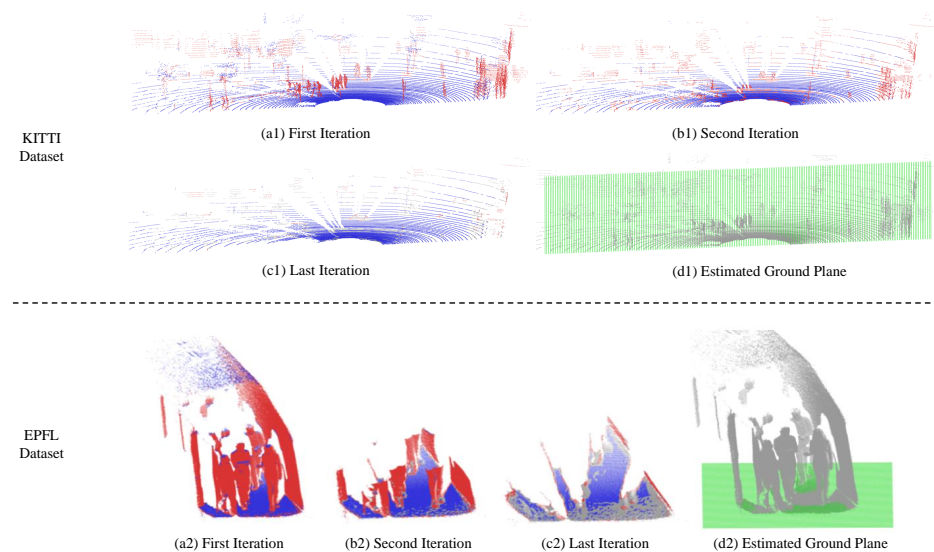 (a1) First Iteration
(b1) Second Iteration
KITTI
Dataset
(c1) Last Iteration
(d1) Estimated Ground Plane
EPFL
Dataset
(a2) First Iteration
(b2) Second Iteration
(c2) Last Iteration
(d2) Estimated Ground Plane